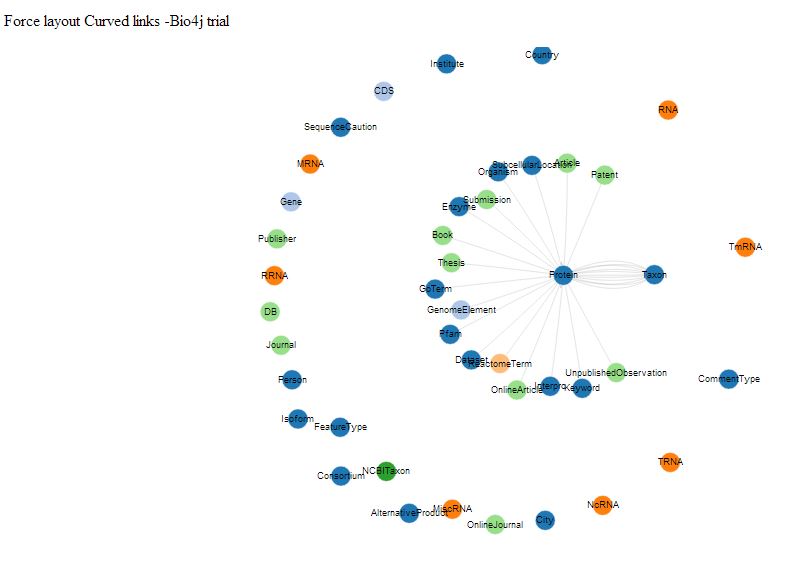 Force layout Curved links -Bio4j trial
Country
Institute
CDS
RNA
SequenceCaution
MRNA
SubcellularLocation
Article
Organism
Patent
Submission
Gene
Enzyme
Book
Publisher
TmRNA
Thesis
RRNA
Protein
Taxon
GoTerm
GenomeElement
DB
Pfam
Journal
Dataset
ReactomeTerm
UnpublishedObservation
Person
CommentType
OnlineArticle
Interpro
Keyword
Isoform
FeatureType
TRNA
NCBITaxon
Consortium
NcRNA
MiscRNA
AlternativeProduct
City
OnlineJournal